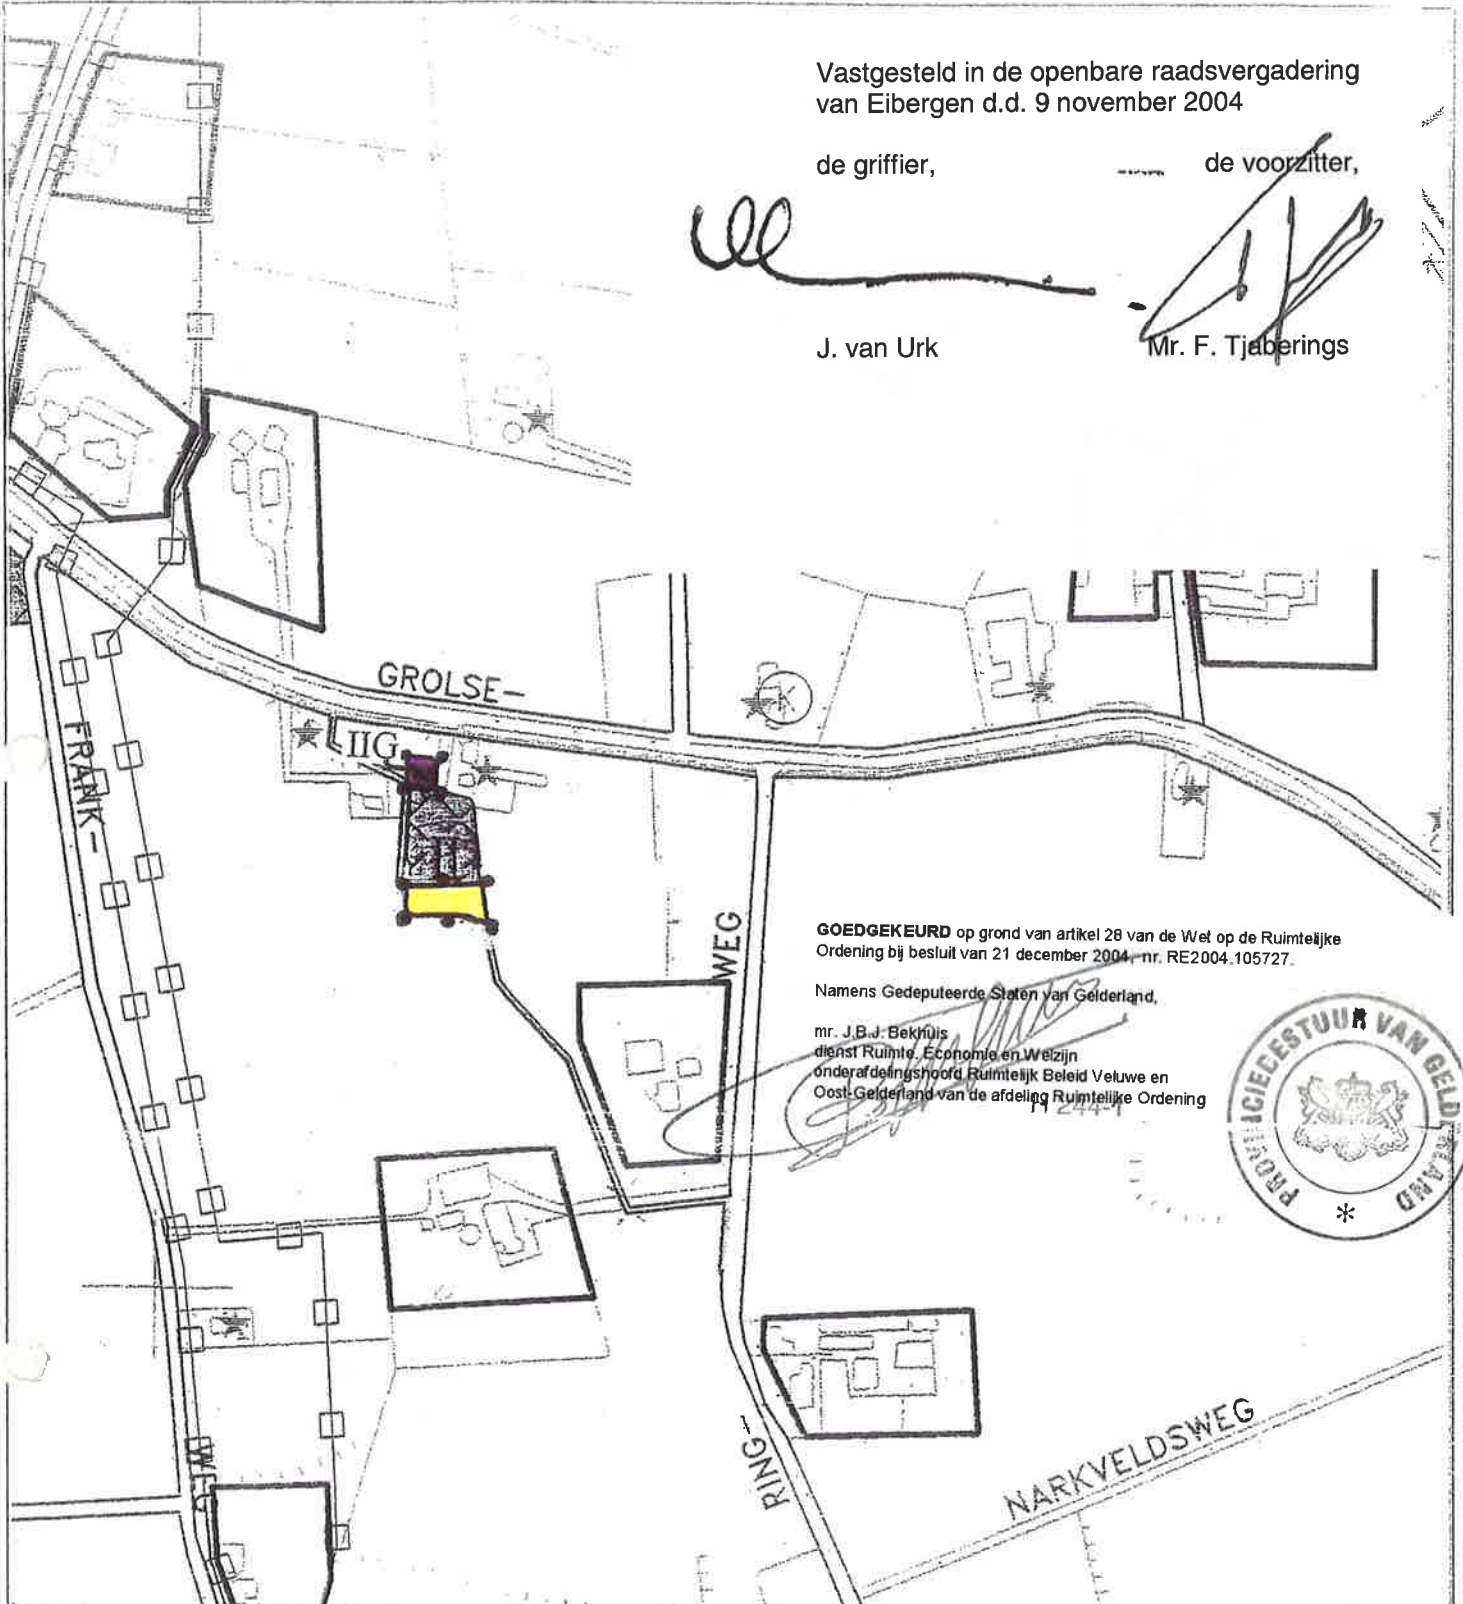 Vastgesteld in de openbare raadsvergadering
van Eibergen d.d. 9 november 2004
de griffier,
de voorzitter,
J. van Urk
Mr. F. Tjaberings
GROLSE-
IIG
K
FRANK-
WEG
GOEDGEKEURD op grond van artikel 28 van de Wet op de Ruimtelijke
Ordening bij besluit van 21 december 2004, nr. RE2004.105727.
Namens Gedeputeerde Staten van Gelderland,
mr. J.B.J. Bekhuis
dienst Ruimte, Economie en Welzijn
onderafdelingshoofd Ruimtelijk Beleid Veluwe en
Oost-Gelderland van de afdeling Ruimtelijke Ordening
VAN
*
WEG
RING-
NARKVELDSWEG